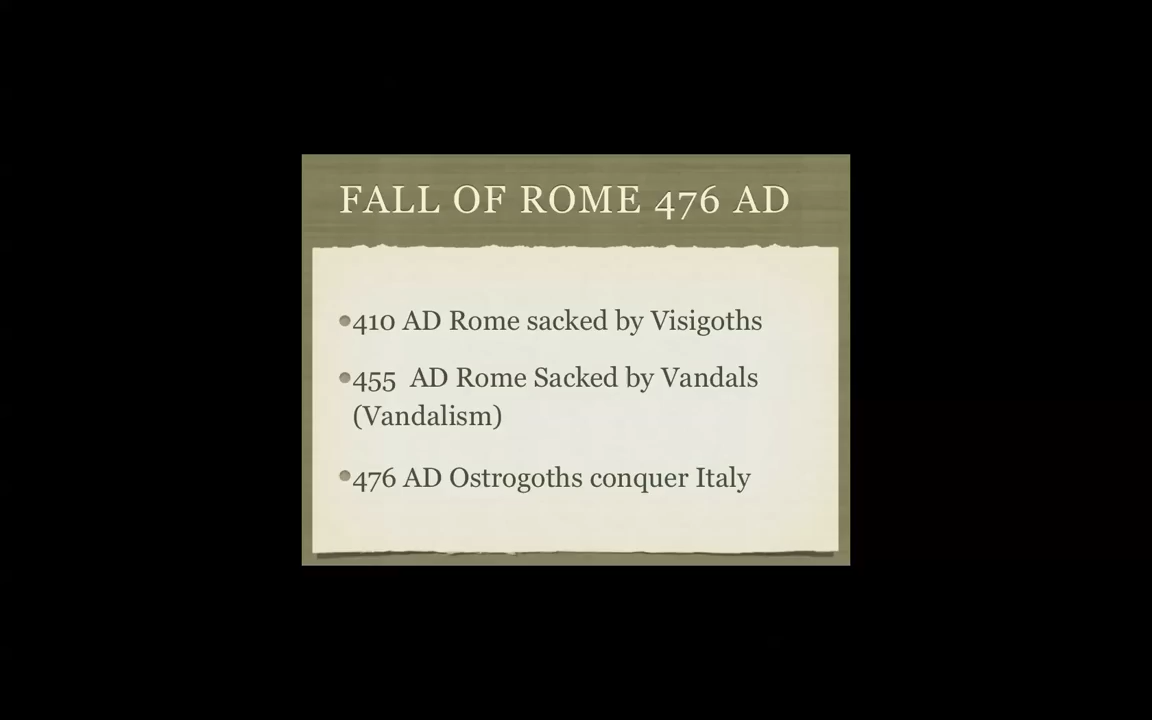 FALL OF ROME 476 AD
•410 AD Rome sacked by Visigoths
•455 AD Rome Sacked by Vandals
(Vandalism)
•476 AD Ostrogoths conquer Italy